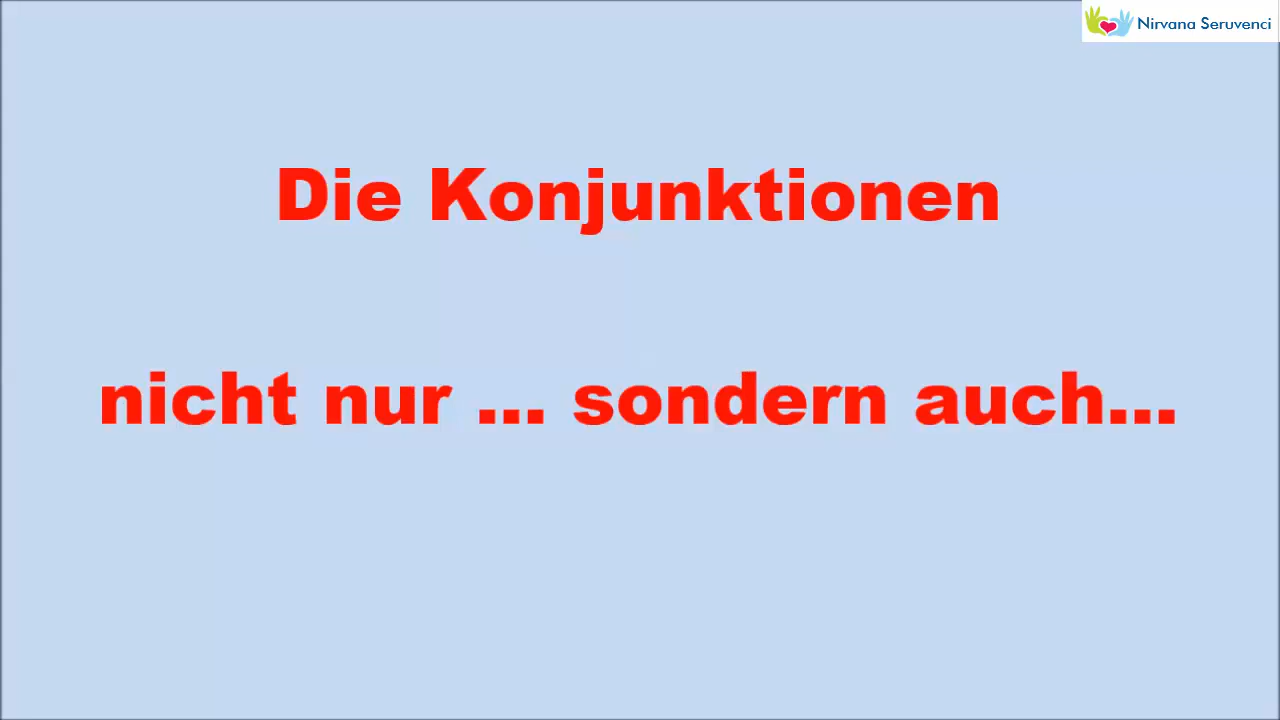 Nirvana Seruvenci
Die Konjunktionen
nicht nur ... sondern auch...